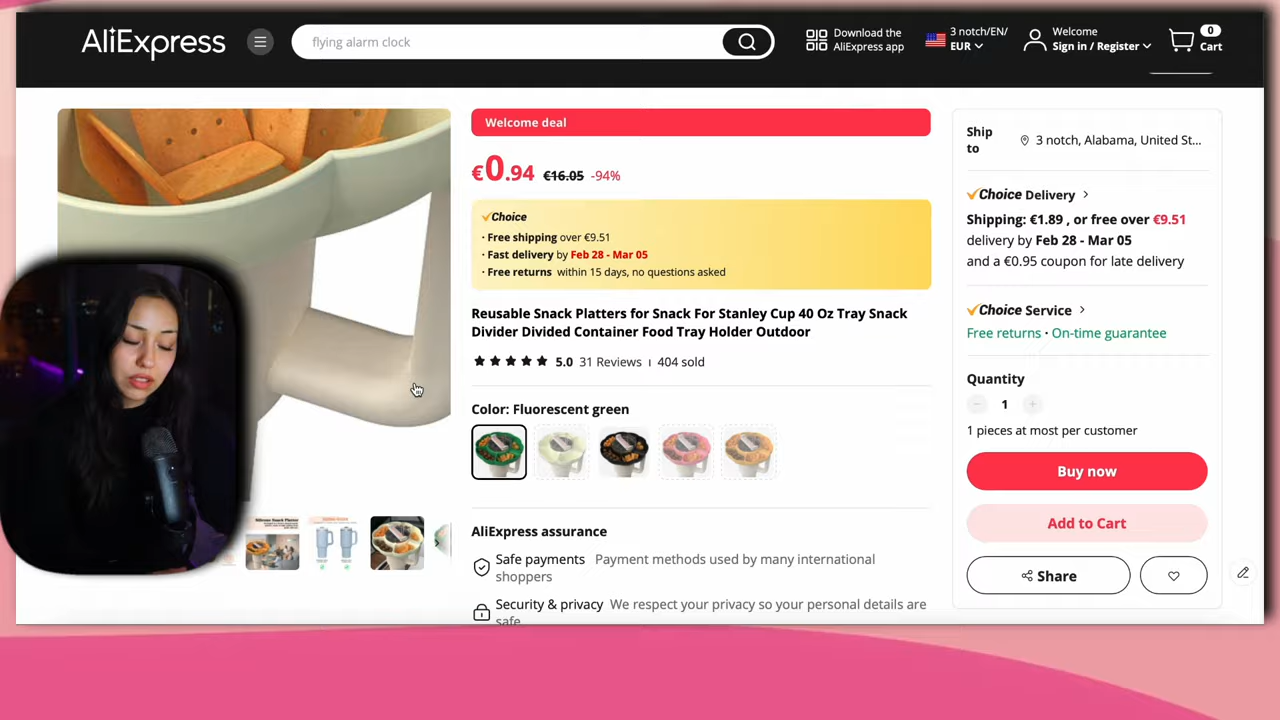 AliExpress
flying alarm clock
Download the
AliExpress app
3 notch/EN/
EUR
Welcome
Sign in / Register
0
Cart
Welcome deal
€0.94 €16.05 -94%
Choice
· Free shipping over €9.51
· Fast delivery by Feb 28 - Mar 05
· Free returns within 15 days, no questions asked
Reusable Snack Platters for Snack For Stanley Cup 40 Oz Tray Snack
Divider Divided Container Food Tray Holder Outdoor
5.0 31 Reviews | 404 sold
Color: Fluorescent green
AliExpress assurance
Safe payments Payment methods used by many international
shoppers
Security & privacy We respect your privacy so your personal details are
safe
Ship
to
3 notch, Alabama, United St...
Choice Delivery >
Shipping: €1.89 , or free over €9.51
delivery by Feb 28 - Mar 05
and a €0.95 coupon for late delivery
Choice Service >
Free returns · On-time guarantee
Quantity
1
1 pieces at most per customer
Buy now
Add to Cart
Share